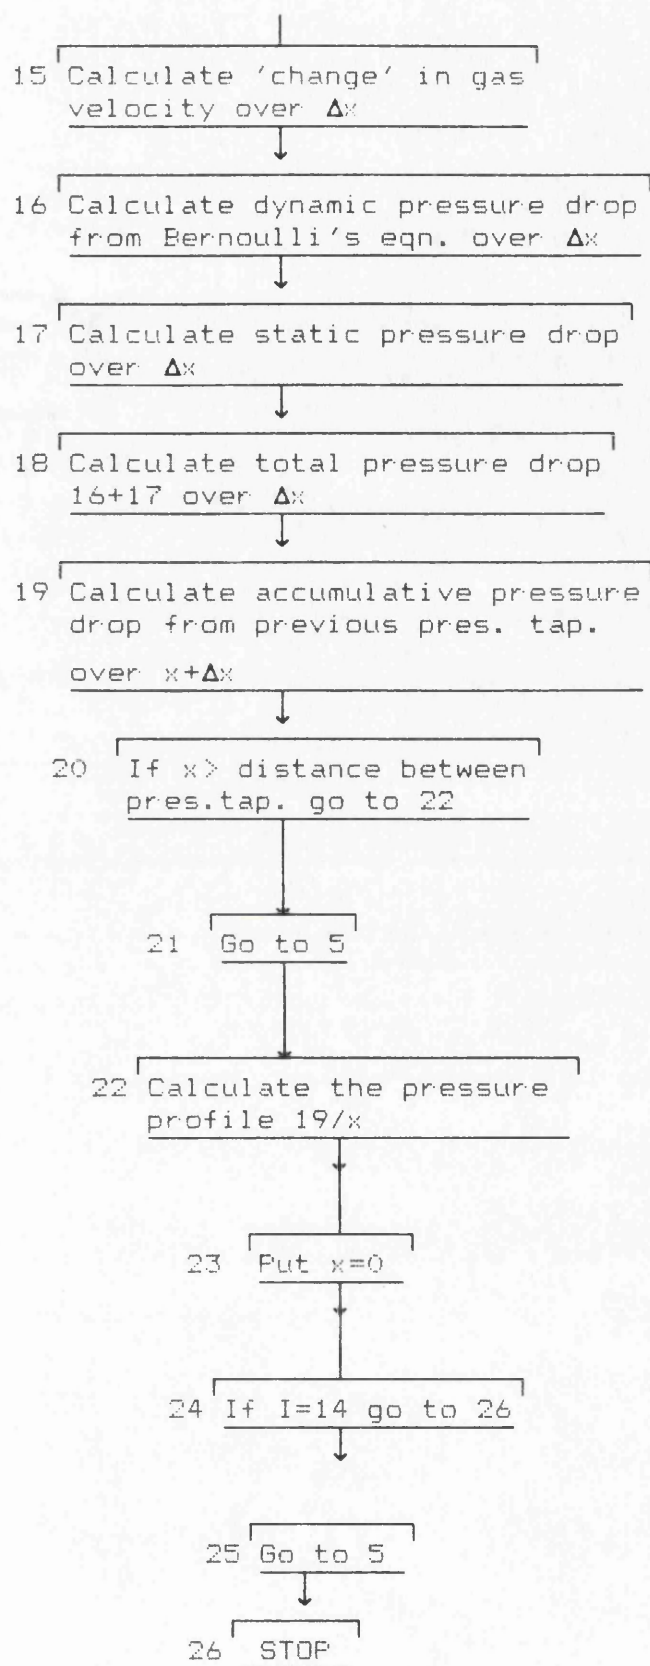 15 Calculate 'change' in gas
velocity over Δx
16 Calculate dynamic pressure drop
from Bernoulli's eqn. over Δx
17 Calculate static pressure drop
over Δx
18 Calculate total pressure drop
16+17 over Δx
19 Calculate accumulative pressure
drop from previous pres. tap.
over x+Δx
20 If x> distance between
pres.tap. go to 22
21 Go to 5
22 Calculate the pressure
profile 19/x
23 Put x=0
24 If I=14 go to 26
25 Go to 5
26 STOP